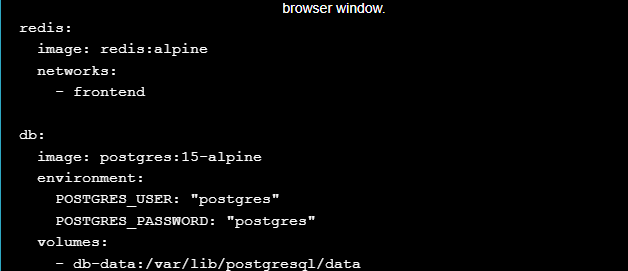 browser window.
redis:
image: redis:alpine
networks:
- frontend
db:
image: postgres:15-alpine
environment:
POSTGRES_USER: "postgres"
POSTGRES_PASSWORD: "postgres"
volumes:
- db-data:/var/lib/postgresql/data